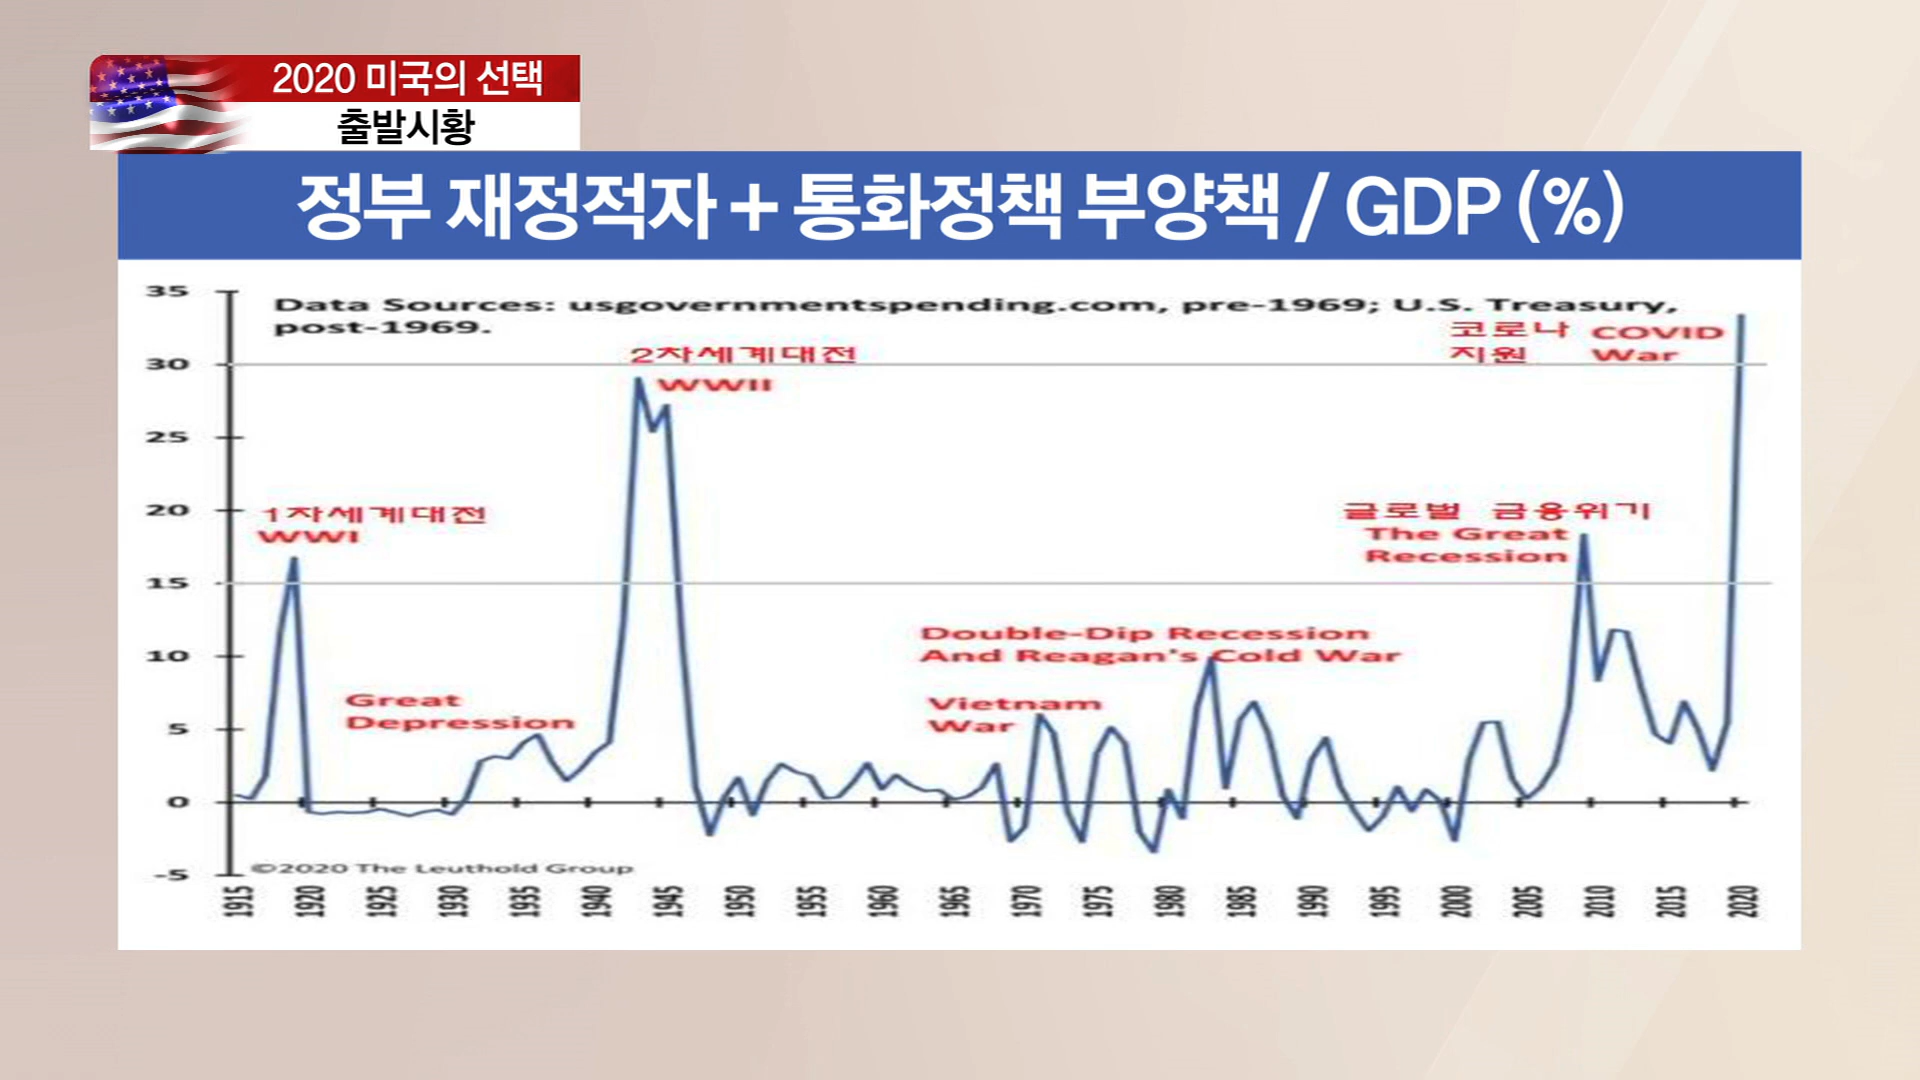 2020 미국의 선택
출발시황
정부 재정적자 + 통화정책 부양책 / GDP (%)
35
Data Sources: usgovernmentspending.com, pre-1969; U.S. Treasury,
post-1969.
코로나 COVID
지원 War
2차세계대전
30
WWII
25
20
1차세계대전
WWI
글로벌 금융위기
The Great
Recession
15
Double-Dip Recession
And Reagan's Cold War
10
Great
Depression
Vietnam
War
5
0
-5
©2020 The Leuthold Group
1915 1920 1925 1930 1935 1940 1945 1950 1955 1960 1965 1970 1975 1980 1985 1990 1995 2000 2005 2010 2015 2020